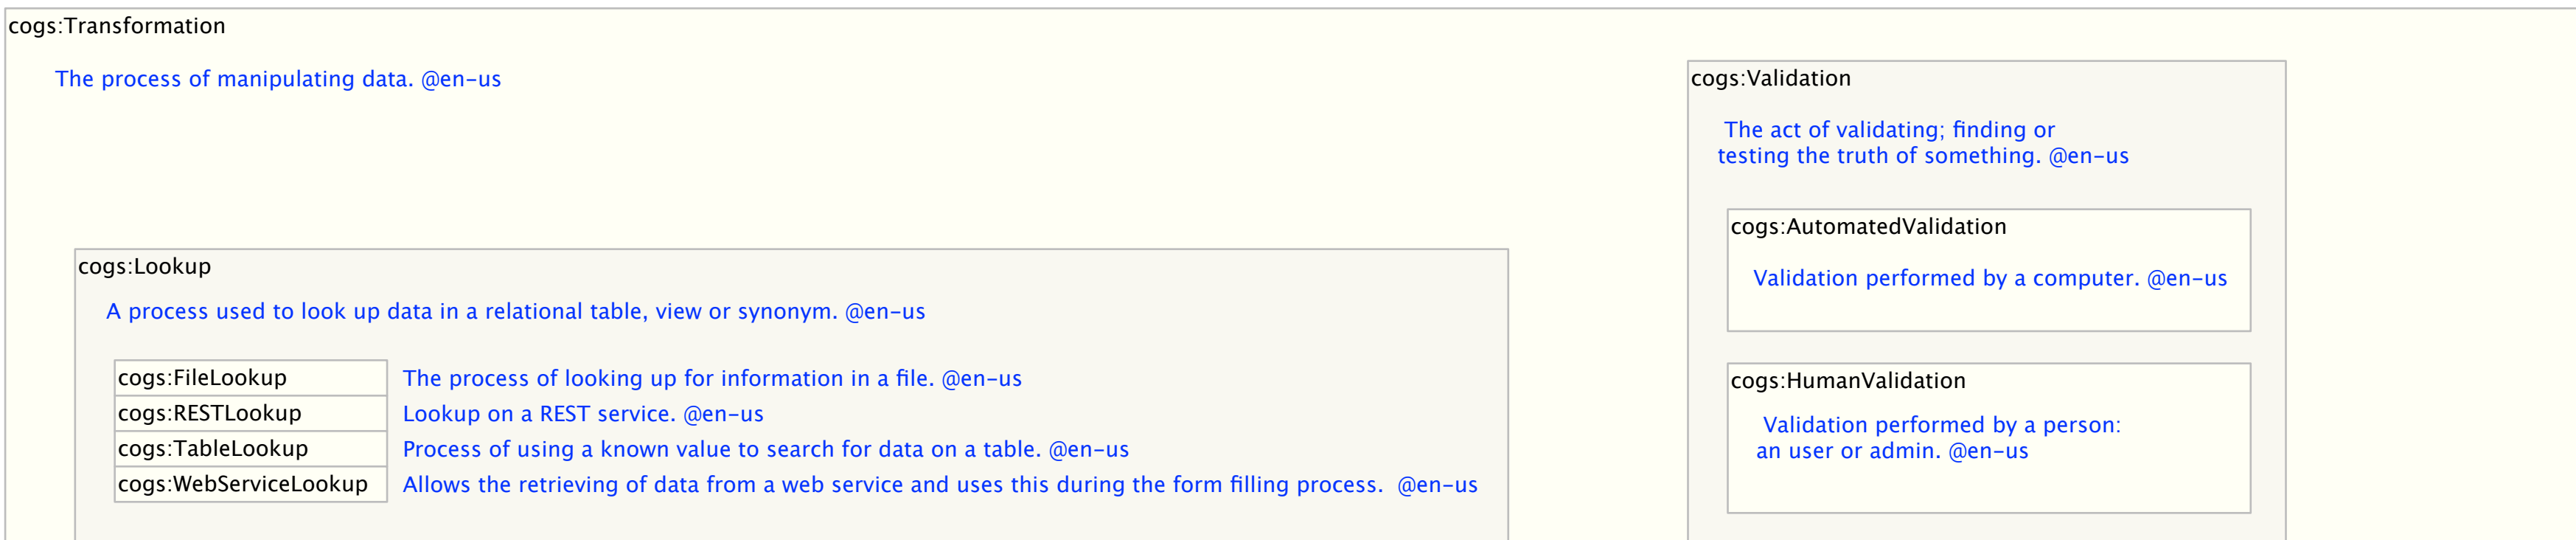 cogs:Transformation
The process of manipulating data. @en-us
cogs:Lookup
A process used to look up data in a relational table, view or synonym. @en-us
cogs:FileLookup The process of looking up for information in a file. @en-us
cogs:RESTLookup Lookup on a REST service. @en-us
cogs:TableLookup Process of using a known value to search for data on a table. @en-us
cogs:WebServiceLookup Allows the retrieving of data from a web service and uses this during the form filling process. @en-us
cogs:Validation
The act of validating; finding or
testing the truth of something. @en-us
cogs:AutomatedValidation
Validation performed by a computer. @en-us
cogs:HumanValidation
Validation performed by a person:
an user or admin. @en-us